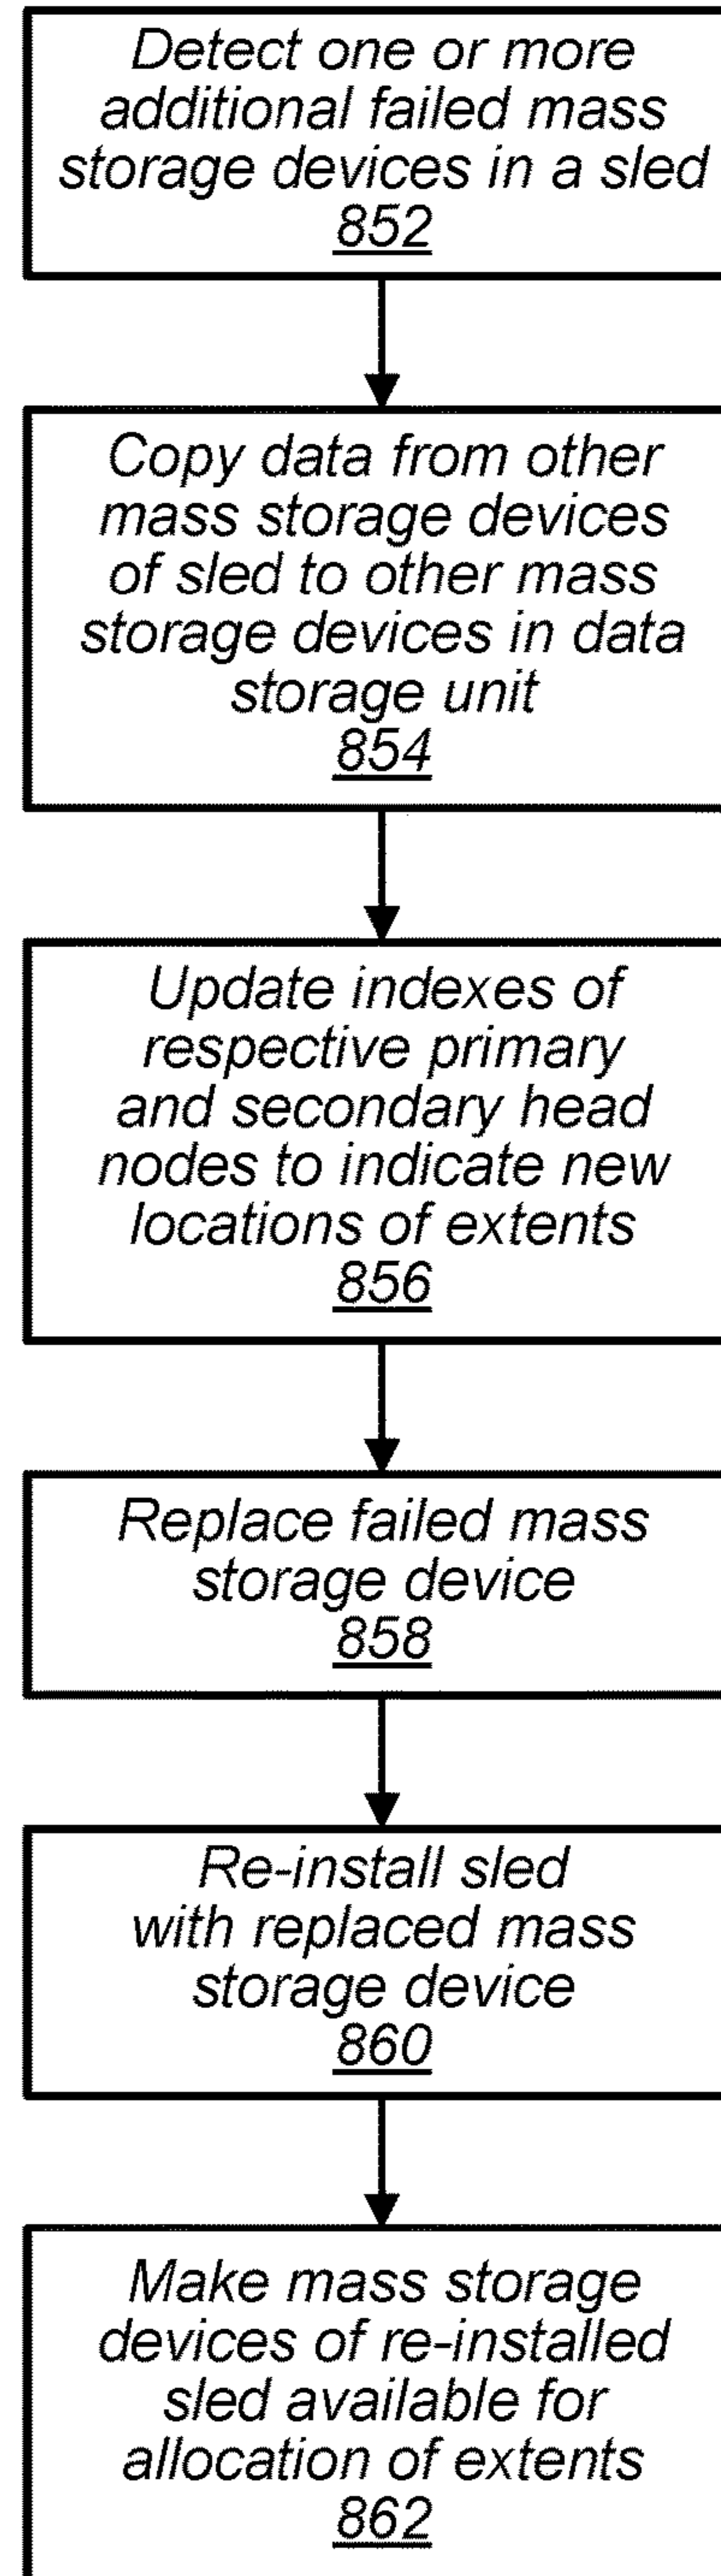 Detect one or more
additional failed mass
storage devices in a sled
852
Copy data from other
mass storage devices
of sled to other mass
storage devices in data
storage unit
854
Update indexes of
respective primary
and secondary head
nodes to indicate new
locations of extents
856
Replace failed mass
storage device
858
Re-install sled
with replaced mass
storage device
860
Make mass storage
devices of re-installed
sled available for
allocation of extents
862